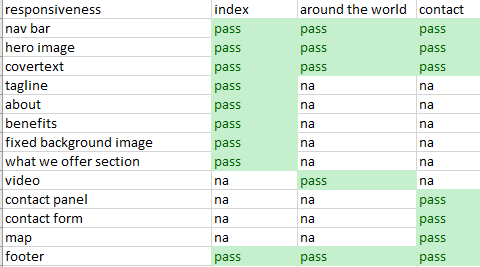 responsiveness index around the world contact
nav bar pass pass pass
hero image pass pass pass
covertext pass pass pass
tagline pass na na
about pass na na
benefits pass na na
fixed background image pass na na
what we offer section pass na na
video na pass na
contact panel na na pass
contact form na na pass
map na na pass
footer pass pass pass